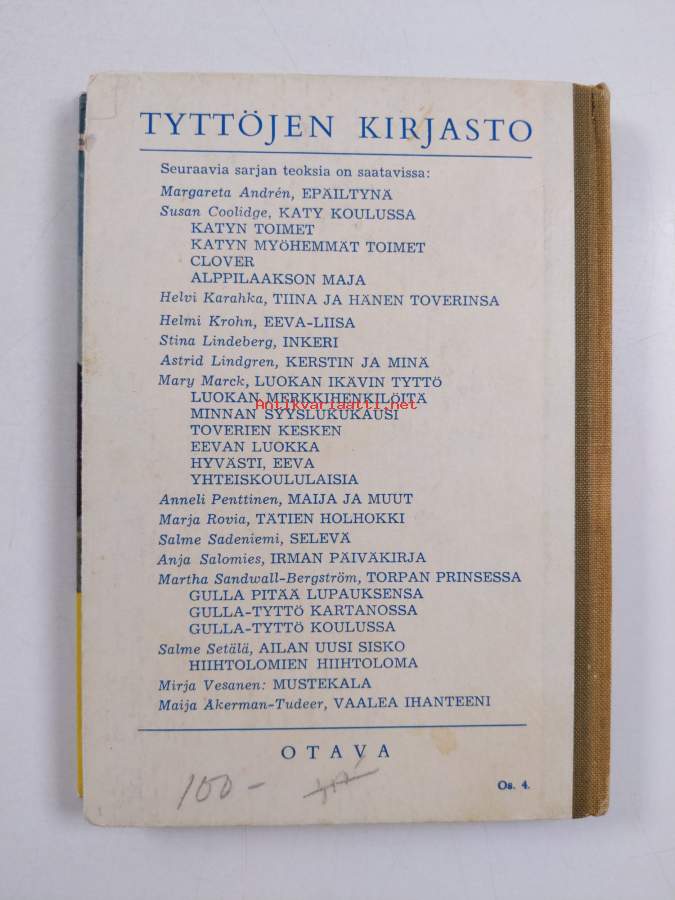 TYTTÖJEN KIRJASTO
Seuraavia sarjan teoksia on saatavissa:
Margareta Andrén, EPÄILTYNÄ
Susan Coolidge, KATY KOULUSSA
KATYN TOIMET
KATYN MYÖHEMMÄT TOIMET
CLOVER
ALPPILAAKSON MAJA
Helvi Karahka, TIINA JA HÄNEN TOVERINSA
Helmi Krohn, EEVA-LIISA
Stina Lindeberg, INKERI
Astrid Lindgren, KERSTIN JA MINÄ
Mary Marck, LUOKAN IKÄVIN TYTTÖ
LUOKAN MERKKIHENKILÖITÄ
Antikvariaatti.net
MINNAN SYYSLUKUKAUSI
TOVERIEN KESKEN
EEVAN LUOKKA
HYVÄSTI, EEVA
YHTEISKOULULAISIA
Anneli Penttinen, MAIJA JA MUUT
Marja Rovia, TÄTIEN HOLHOKKI
Salme Sadeniemi, SELEVÄ
Anja Salomies, IRMAN PÄIVÄKIRJA
Martha Sandwall-Bergström, TORPAN PRINSESSA
GULLA PITÄÄ LUPAUKSENSA
GULLA-TYTTÖ KARTANOSSA
GULLA-TYTTÖ KOULUSSA
Salme Setälä, AILAN UUSI SISKO
HIIHTOLOMIEN HIIHTOLOMA
Mirja Vesanen: MUSTEKALA
Maija Akerman-Tudeer, VAALEA IHANTEENI
OTAVA
100-
Os. 4.